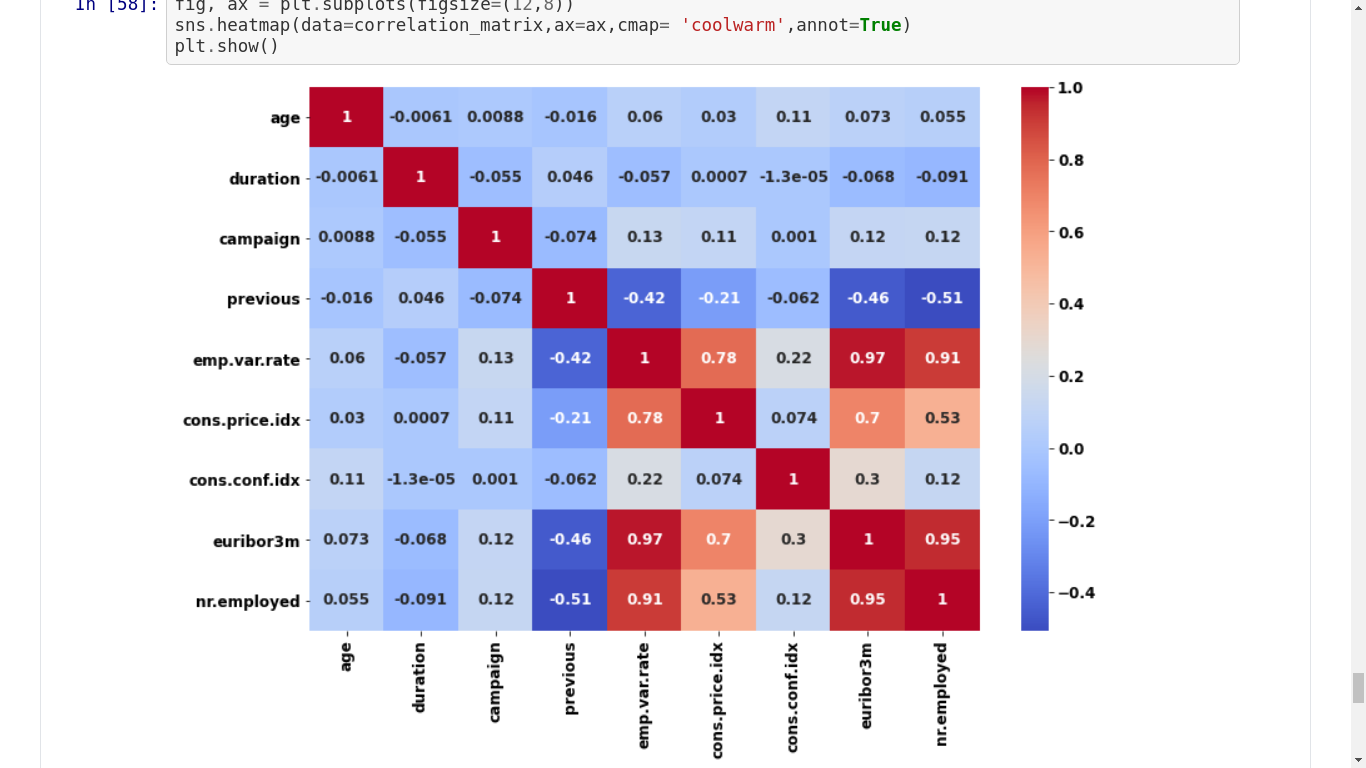 In [58]:
fig, ax = plt.subplots(figsize=(12,8))
sns.heatmap(data=correlation_matrix,ax=ax,cmap= 'coolwarm',annot=True)
plt.show()
age 1 -0.0061 0.0088 -0.016 0.06 0.03 0.11 0.073 0.055
duration -0.0061 1 -0.055 0.046 -0.057 0.0007 -1.3e-05 -0.068 -0.091
campaign 0.0088 -0.055 1 -0.074 0.13 0.11 0.001 0.12 0.12
previous -0.016 0.046 -0.074 1 -0.42 -0.21 -0.062 -0.46 -0.51
emp.var.rate 0.06 -0.057 0.13 -0.42 1 0.78 0.22 0.97 0.91
cons.price.idx 0.03 0.0007 0.11 -0.21 0.78 1 0.074 0.7 0.53
cons.conf.idx 0.11 -1.3e-05 0.001 -0.062 0.22 0.074 1 0.3 0.12
euribor3m 0.073 -0.068 0.12 -0.46 0.97 0.7 0.3 1 0.95
nr.employed 0.055 -0.091 0.12 -0.51 0.91 0.53 0.12 0.95 1
age
duration
campaign
previous
emp.var.rate
cons.price.idx
cons.conf.idx
euribor3m
nr.employed
1.0
0.8
0.6
0.4
0.2
0.0
−0.2
−0.4